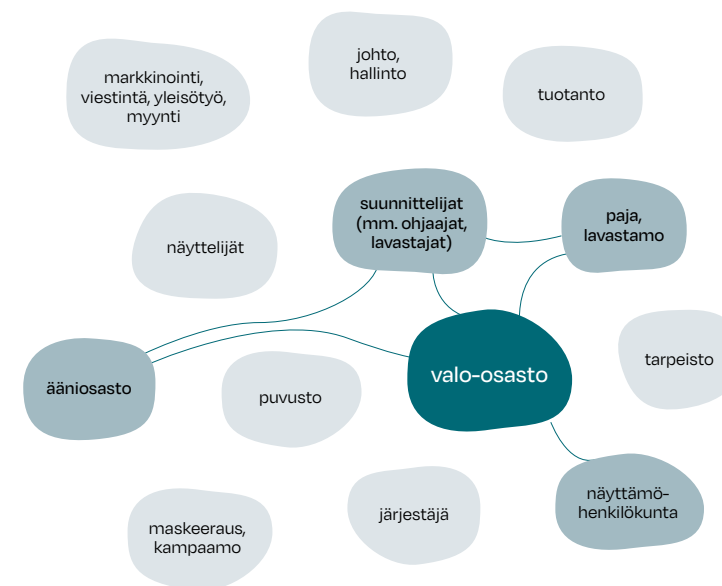 johto,
hallinto
markkinointi,
viestintä, yleisötyö,
myynti
tuotanto
suunnittelijat
(mm. ohjaajat,
lavastajat)
paja,
lavastamo
näyttelijät
tarpeisto
valo-osasto
ääniosasto
puvusto
näyttämö-
henkilökunta
järjestäjä
maskeeraus,
kampaamo